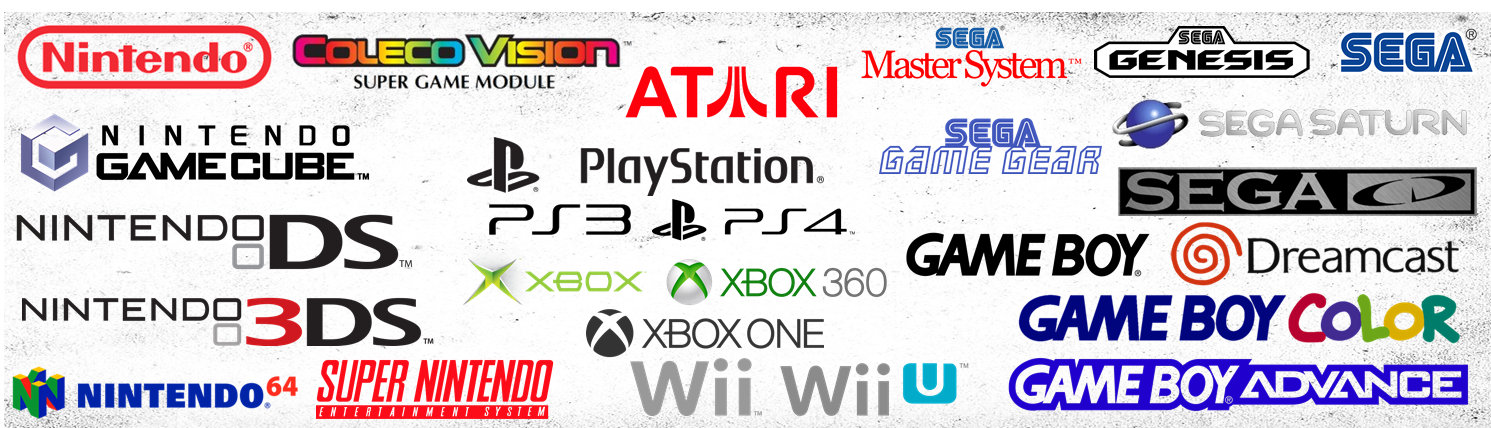 Nintendo®
COLECOVISION™
SUPER GAME MODULE
ATARI
SEGA
Master System™
SEGA
GENESIS
SEGA®
NINTENDO
GAMECUBE™
PlayStation®
SEGA
GAME GEAR
SEGA SATURN
SEGA CD
NINTENDO DS™
PS3 PS4™
GAME BOY®
Dreamcast
NINTENDO 3DS™
XBOX
XBOX 360
GAME BOY COLOR
XBOX ONE
NINTENDO®64
SUPER NINTENDO
ENTERTAINMENT SYSTEM
Wii™
Wii U™
GAME BOY® ADVANCE